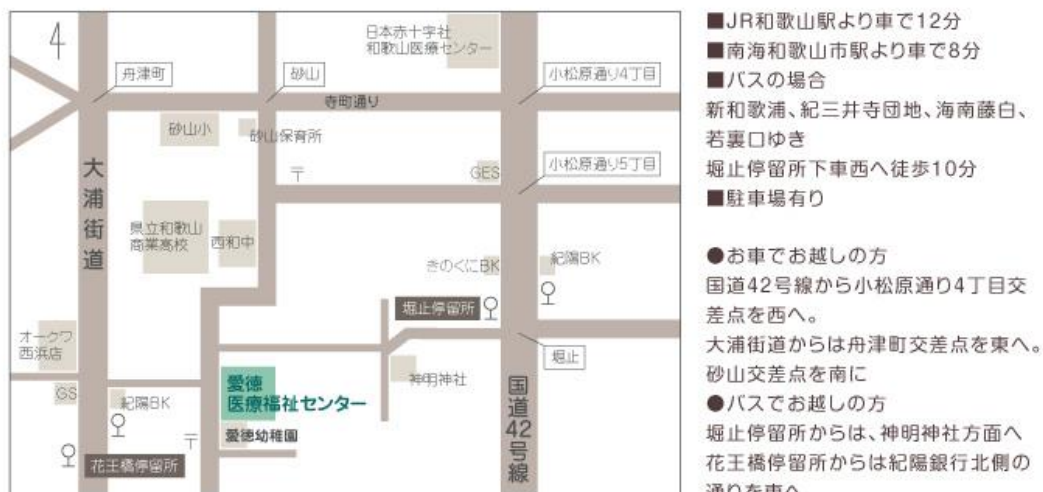 日本赤十字社
和歌山医療センター
舟津町
砂山
小松原通り4丁目
寺町通り
砂山小
砂山保育所
小松原通り5丁目
〒
GES
大浦街道
県立和歌山
商業高校
西和中
きのくにBK
紀陽BK
堀止停留所
オークワ
西浜店
堀止
神明神社
愛徳
医療福祉センター
GS
紀陽BK
国道42号線
愛徳幼稚園
〒
花王橋停留所
■JR和歌山駅より車で12分
■南海和歌山市駅より車で8分
■バスの場合
新和歌浦、紀三井寺団地、海南藤白、
若裏口ゆき
堀止停留所下車西へ徒歩10分
■駐車場有り
●お車でお越しの方
国道42号線から小松原通り4丁目交
差点を西へ。
大浦街道からは舟津町交差点を東へ。
砂山交差点を南に
●バスでお越しの方
堀止停留所からは、神明神社方面へ
花王橋停留所からは紀陽銀行北側の
通りを東へ